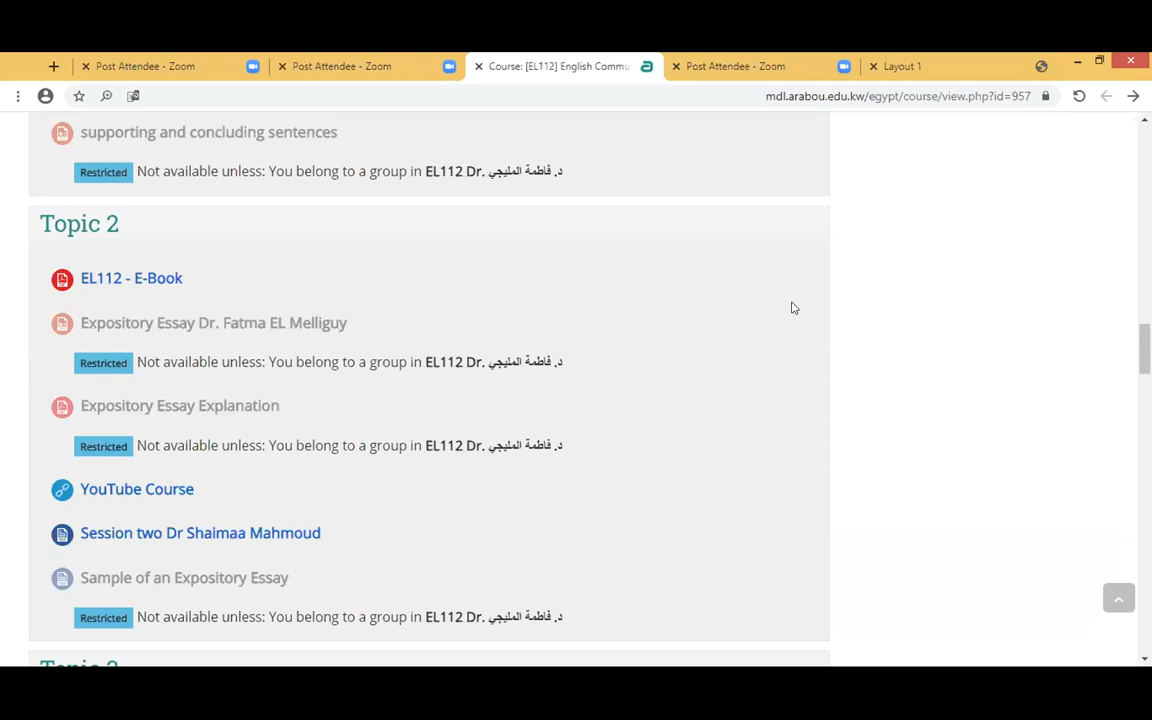 Post Attendee - Zoom
Post Attendee - Zoom
Course: [EL112] English Commu
Post Attendee - Zoom
Layout 1
mdl.arabou.edu.kw/egypt/course/view.php?id=957
supporting and concluding sentences
Restricted Not available unless: You belong to a group in EL112 Dr. د. فاطمة المليجي
Topic 2
EL112 - E-Book
Expository Essay Dr. Fatma EL Melliguy
Restricted Not available unless: You belong to a group in EL112 Dr. د. فاطمة المليجي
Expository Essay Explanation
Restricted Not available unless: You belong to a group in EL112 Dr. د. فاطمة المليجي
YouTube Course
Session two Dr Shaimaa Mahmoud
Sample of an Expository Essay
Restricted Not available unless: You belong to a group in EL112 Dr. د. فاطمة المليجي